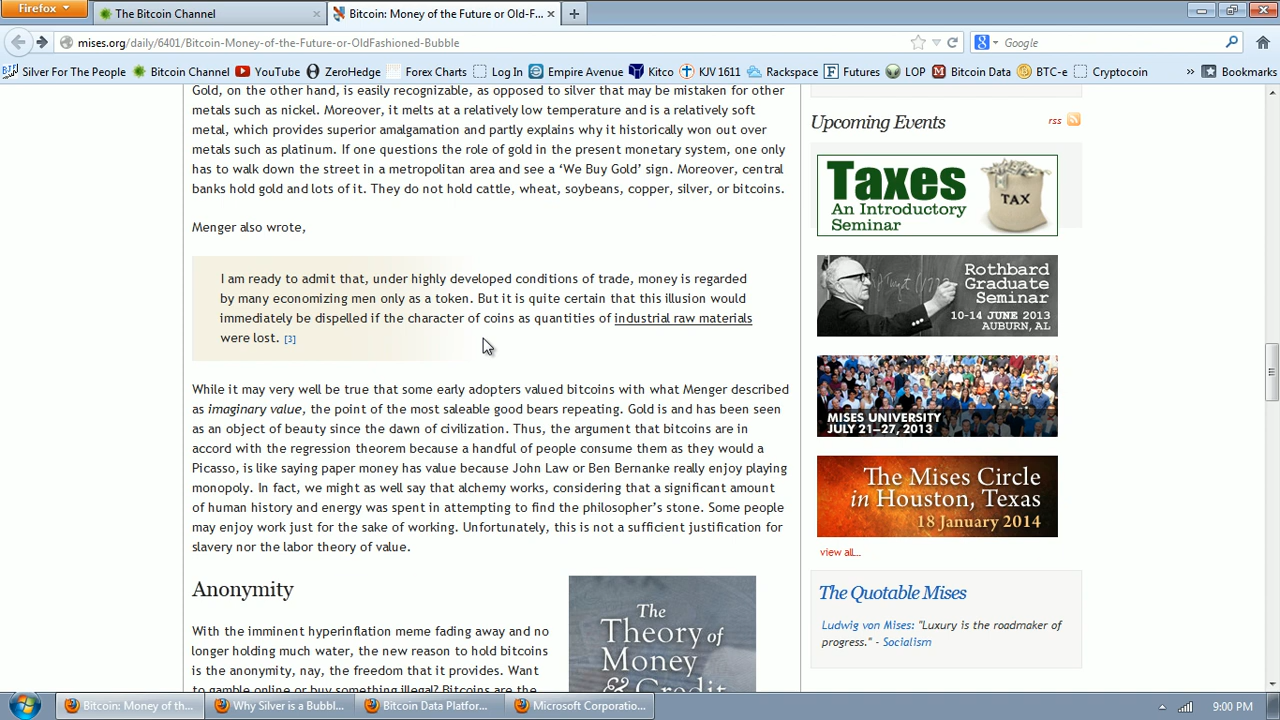 Firefox
The Bitcoin Channel
Bitcoin: Money of the Future or Old-F...
mises.org/daily/6401/Bitcoin-Money-of-the-Future-or-OldFashioned-Bubble
Google
Silver For The People
Bitcoin Channel
YouTube
ZeroHedge
Forex Charts
Log In
Empire Avenue
Kitco
KJV 1611
Rackspace
Futures
LOP
Bitcoin Data
BTC-e
Cryptocoin
»
Bookmarks
Gold, on the other hand, is easily recognizable, as opposed to silver that may be mistaken for other
metals such as nickel. Moreover, it melts at a relatively low temperature and is a relatively soft
metal, which provides superior amalgamation and partly explains why it historically won out over
metals such as platinum. If one questions the role of gold in the present monetary system, one only
has to walk down the street in a metropolitan area and see a ‘We Buy Gold’ sign. Moreover, central
banks hold gold and lots of it. They do not hold cattle, wheat, soybeans, copper, silver, or bitcoins.
Menger also wrote,
I am ready to admit that, under highly developed conditions of trade, money is regarded
by many economizing men only as a token. But it is quite certain that this illusion would
immediately be dispelled if the character of coins as quantities of industrial raw materials
were lost. [3]
While it may very well be true that some early adopters valued bitcoins with what Menger described
as imaginary value, the point of the most saleable good bears repeating. Gold is and has been seen
as an object of beauty since the dawn of civilization. Thus, the argument that bitcoins are in
accord with the regression theorem because a handful of people consume them as they would a
Picasso, is like saying paper money has value because John Law or Ben Bernanke really enjoy playing
monopoly. In fact, we might as well say that alchemy works, considering that a significant amount
of human history and energy was spent in attempting to find the philosopher’s stone. Some people
may enjoy work just for the sake of working. Unfortunately, this is not a sufficient justification for
slavery nor the labor theory of value.
Anonymity
With the imminent hyperinflation meme fading away and no
longer holding much water, the new reason to hold bitcoins
is the anonymity, nay, the freedom that it provides. Want
to gamble online or buy something illegal? Bitcoins are the
The
Theory of
Money
& Credit
Upcoming Events
rss
Taxes
An Introductory
Seminar
TAX
Rothbard
Graduate
Seminar
10-14 JUNE 2013
AUBURN, AL
MISES UNIVERSITY
JULY 21–27, 2013
The Mises Circle
in Houston, Texas
18 January 2014
view all...
The Quotable Mises
Ludwig von Mises: "Luxury is the roadmaker of
progress." - Socialism
Bitcoin: Money of th...
Why Silver is a Bubbl...
Bitcoin Data Platfor...
Microsoft Corporatio...
9:00 PM